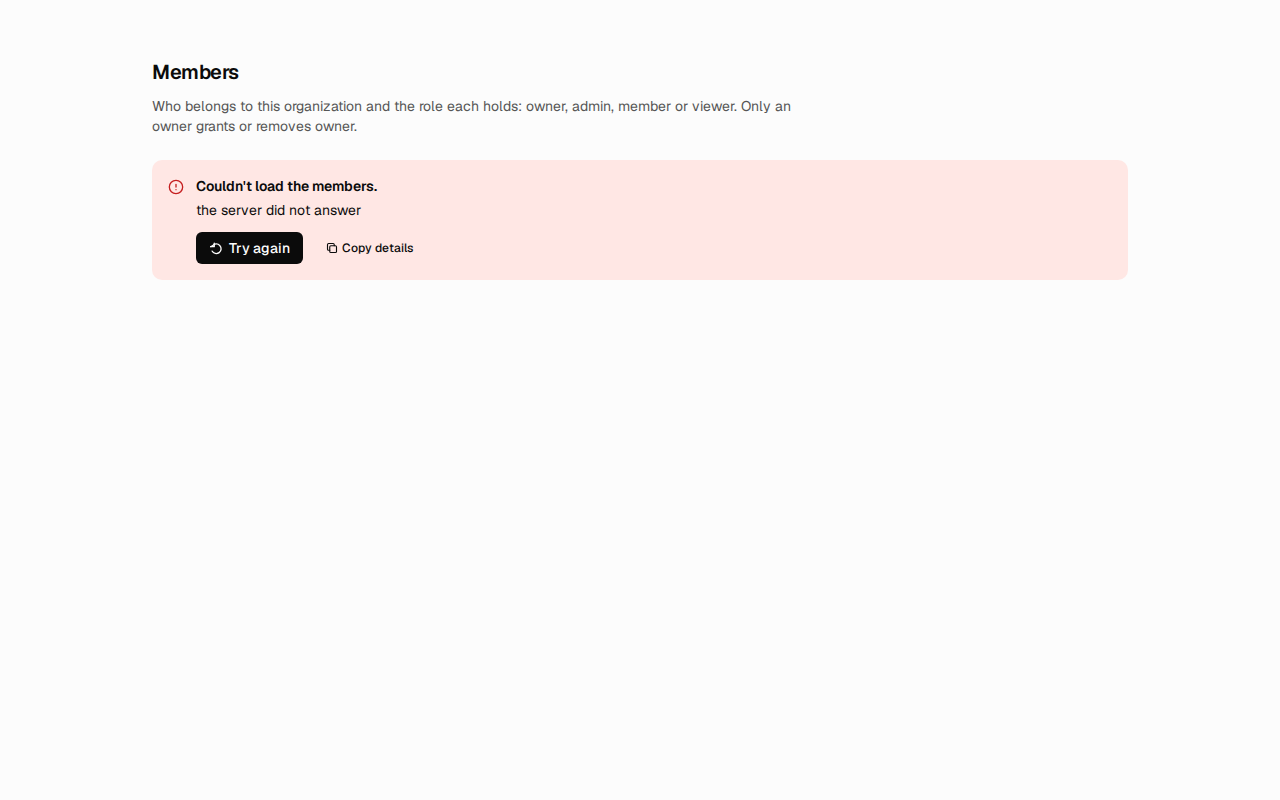 Members
Who belongs to this organization and the role each holds: owner, admin, member or viewer. Only an
owner grants or removes owner.
Couldn't load the members.
the server did not answer
Try again
Copy details